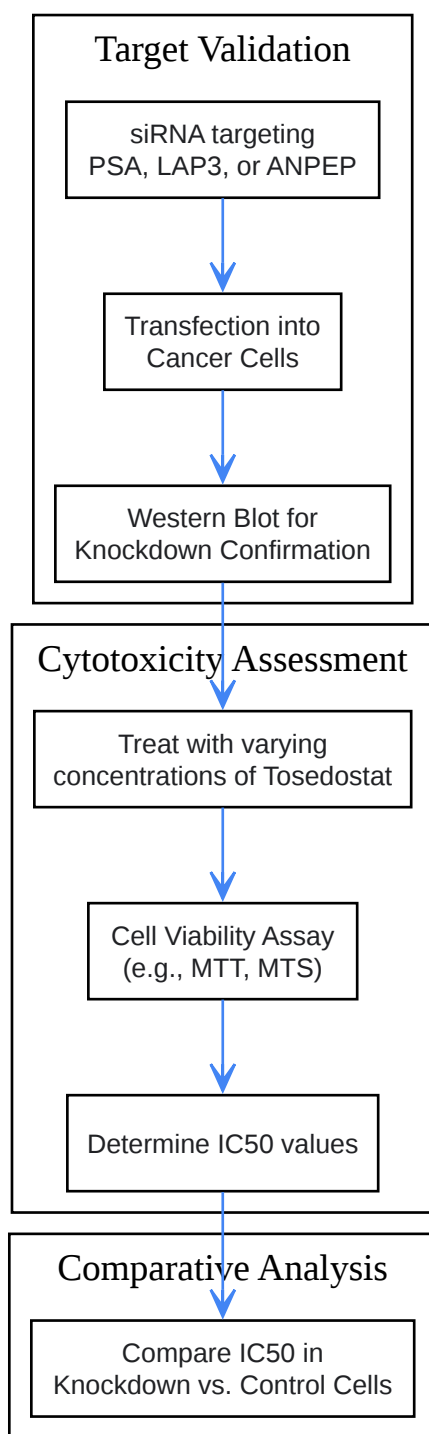 Target Validation
siRNA targeting
PSA, LAP3, or ANPEP
Transfection into
Cancer Cells
Western Blot for
Knockdown Confirmation
Cytotoxicity Assessment
Treat with varying
concentrations of Tosedostat
Cell Viability Assay
(e.g., MTT, MTS)
Determine IC50 values
Comparative Analysis
Compare IC50 in
Knockdown vs. Control Cells